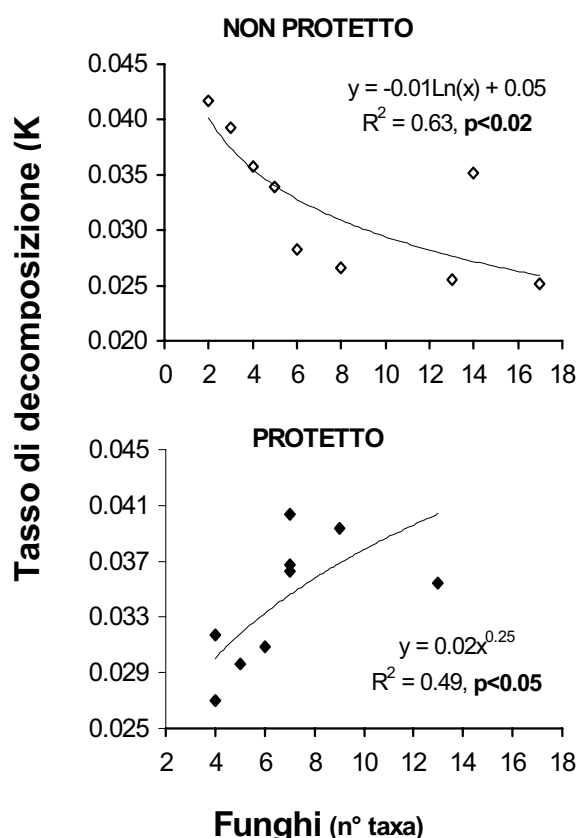 NON PROTETTO
Tasso di decomposizione (K
0.045
0.040
0.035
0.030
0.025
0.020
y = -0.01Ln(x) + 0.05
R² = 0.63, p<0.02
0 2 4 6 8 10 12 14 16 18
PROTETTO
0.045
0.041
0.037
0.033
0.029
0.025
y = 0.02x^0.25
R² = 0.49, p<0.05
2 4 6 8 10 12 14 16 18
Funghi (n° taxa)